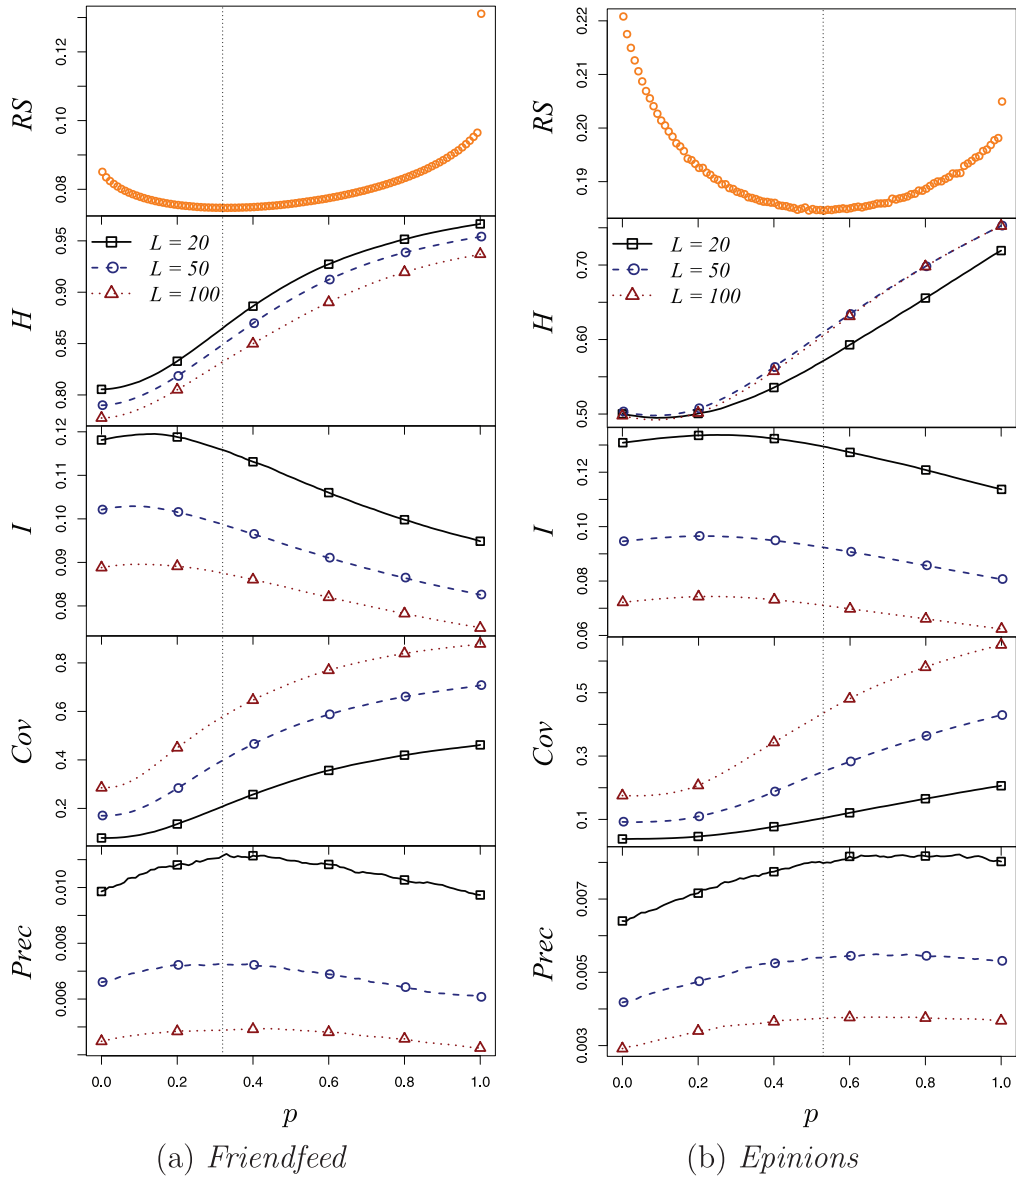 RS
0.08 0.10 0.12
H
0.80 0.85 0.90 0.95
L = 20
L = 50
L = 100
I
0.08 0.09 0.10 0.11 0.12
Cov
0.2 0.4 0.6 0.8
Prec
0.006 0.008 0.010
0.0 0.2 0.4 0.6 0.8 1.0
p
(a) Friendfeed
RS
0.19 0.20 0.21 0.22
H
0.50 0.60 0.70
L = 20
L = 50
L = 100
I
0.06 0.08 0.10 0.12
Cov
0.1 0.3 0.5
Prec
0.003 0.005 0.007
0.0 0.2 0.4 0.6 0.8 1.0
p
(b) Epinions